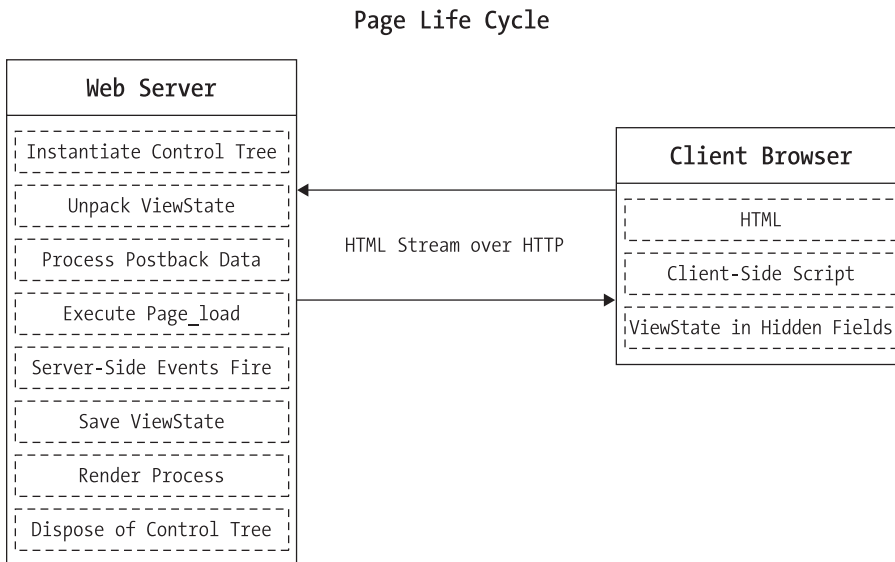 Page Life Cycle
Web Server
Instantiate Control Tree
Unpack ViewState
Process Postback Data
Execute Page_load
Server-Side Events Fire
Save ViewState
Render Process
Dispose of Control Tree
HTML Stream over HTTP
Client Browser
HTML
Client-Side Script
ViewState in Hidden Fields